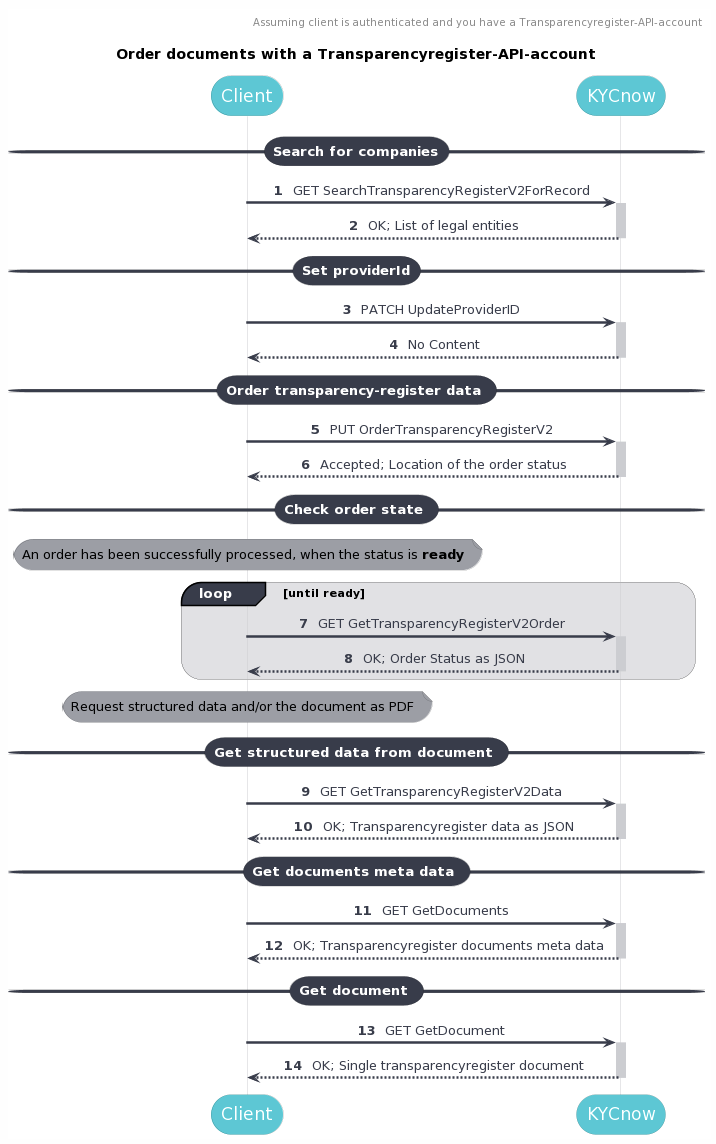 Assuming client is authenticated and you have a Transparencyregister-API-account
Order documents with a Transparencyregister-API-account
Client KYCnow
Search for companies
1 GET SearchTransparencyRegisterV2ForRecord
2 OK; List of legal entities
Set providerId
3 PATCH UpdateProviderID
4 No Content
Order transparency-register data
5 PUT OrderTransparencyRegisterV2
6 Accepted; Location of the order status
Check order state
An order has been successfully processed, when the status is ready
loop [until ready]
7 GET GetTransparencyRegisterV2Order
8 OK; Order Status as JSON
Request structured data and/or the document as PDF
Get structured data from document
9 GET GetTransparencyRegisterV2Data
10 OK; Transparencyregister data as JSON
Get documents meta data
11 GET GetDocuments
12 OK; Transparencyregister documents meta data
Get document
13 GET GetDocument
14 OK; Single transparencyregister document
Client KYCnow